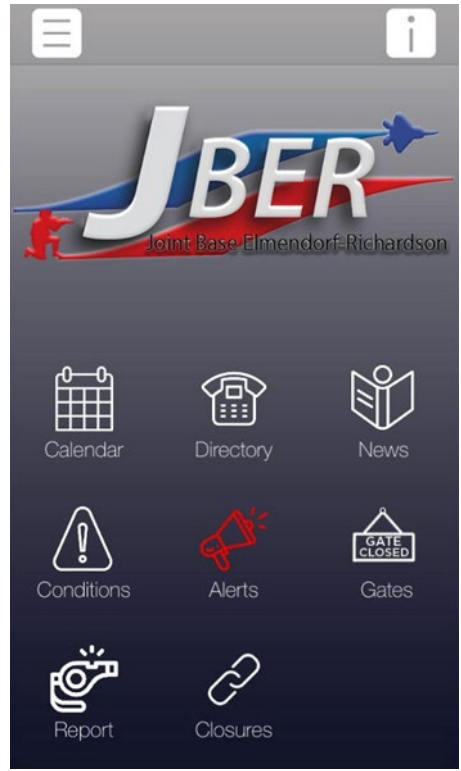 i
JBER
Joint Base Elmendorf-Richardson
Calendar
Directory
News
Conditions
Alerts
GATE
CLOSED
Gates
Report
Closures